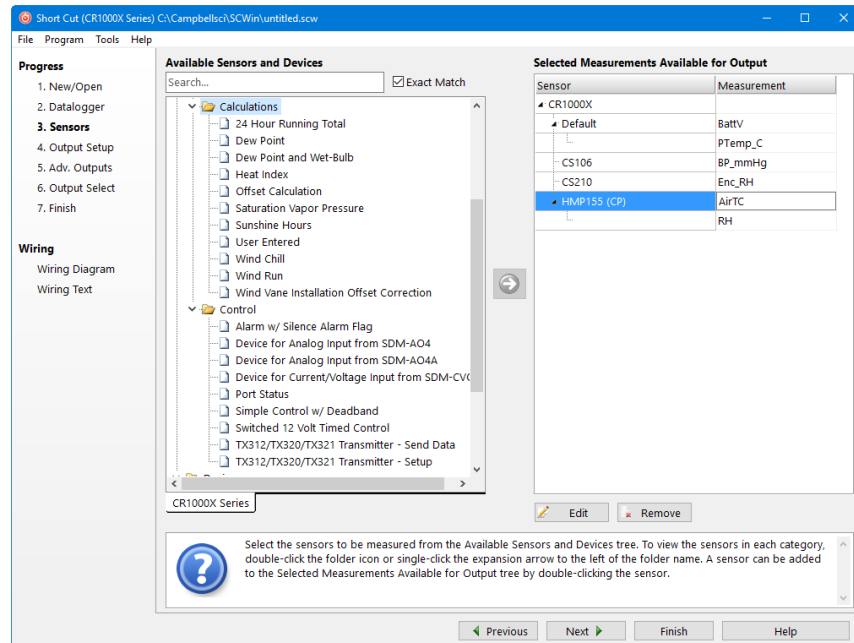 Short Cut (CR1000X Series) C:\Campbellsci\SCWin\untitled.scw
File Program Tools Help
Progress
1. New/Open
2. Datalogger
3. Sensors
4. Output Setup
5. Adv. Outputs
6. Output Select
7. Finish
Wiring
Wiring Diagram
Wiring Text
Available Sensors and Devices
Search...
Exact Match
Calculations
24 Hour Running Total
Dew Point
Dew Point and Wet-Bulb
Heat Index
Offset Calculation
Saturation Vapor Pressure
Sunshine Hours
User Entered
Wind Chill
Wind Run
Wind Vane Installation Offset Correction
Control
Alarm w/ Silence Alarm Flag
Device for Analog Input from SDM-AO4
Device for Analog Input from SDM-AO4A
Device for Current/Voltage Input from SDM-CVO
Port Status
Simple Control w/ Deadband
Switched 12 Volt Timed Control
TX312/TX320/TX321 Transmitter - Send Data
TX312/TX320/TX321 Transmitter - Setup
CR1000X Series
Selected Measurements Available for Output
Sensor Measurement
CR1000X
Default BattV
PTemp_C
CS106 BP_mmHg
CS210 Enc_RH
HMP155 (CP) AirTC
RH
Edit Remove
Select the sensors to be measured from the Available Sensors and Devices tree. To view the sensors in each category,
double-click the folder icon or single-click the expansion arrow to the left of the folder name. A sensor can be added
to the Selected Measurements Available for Output tree by double-clicking the sensor.
Previous Next Finish Help